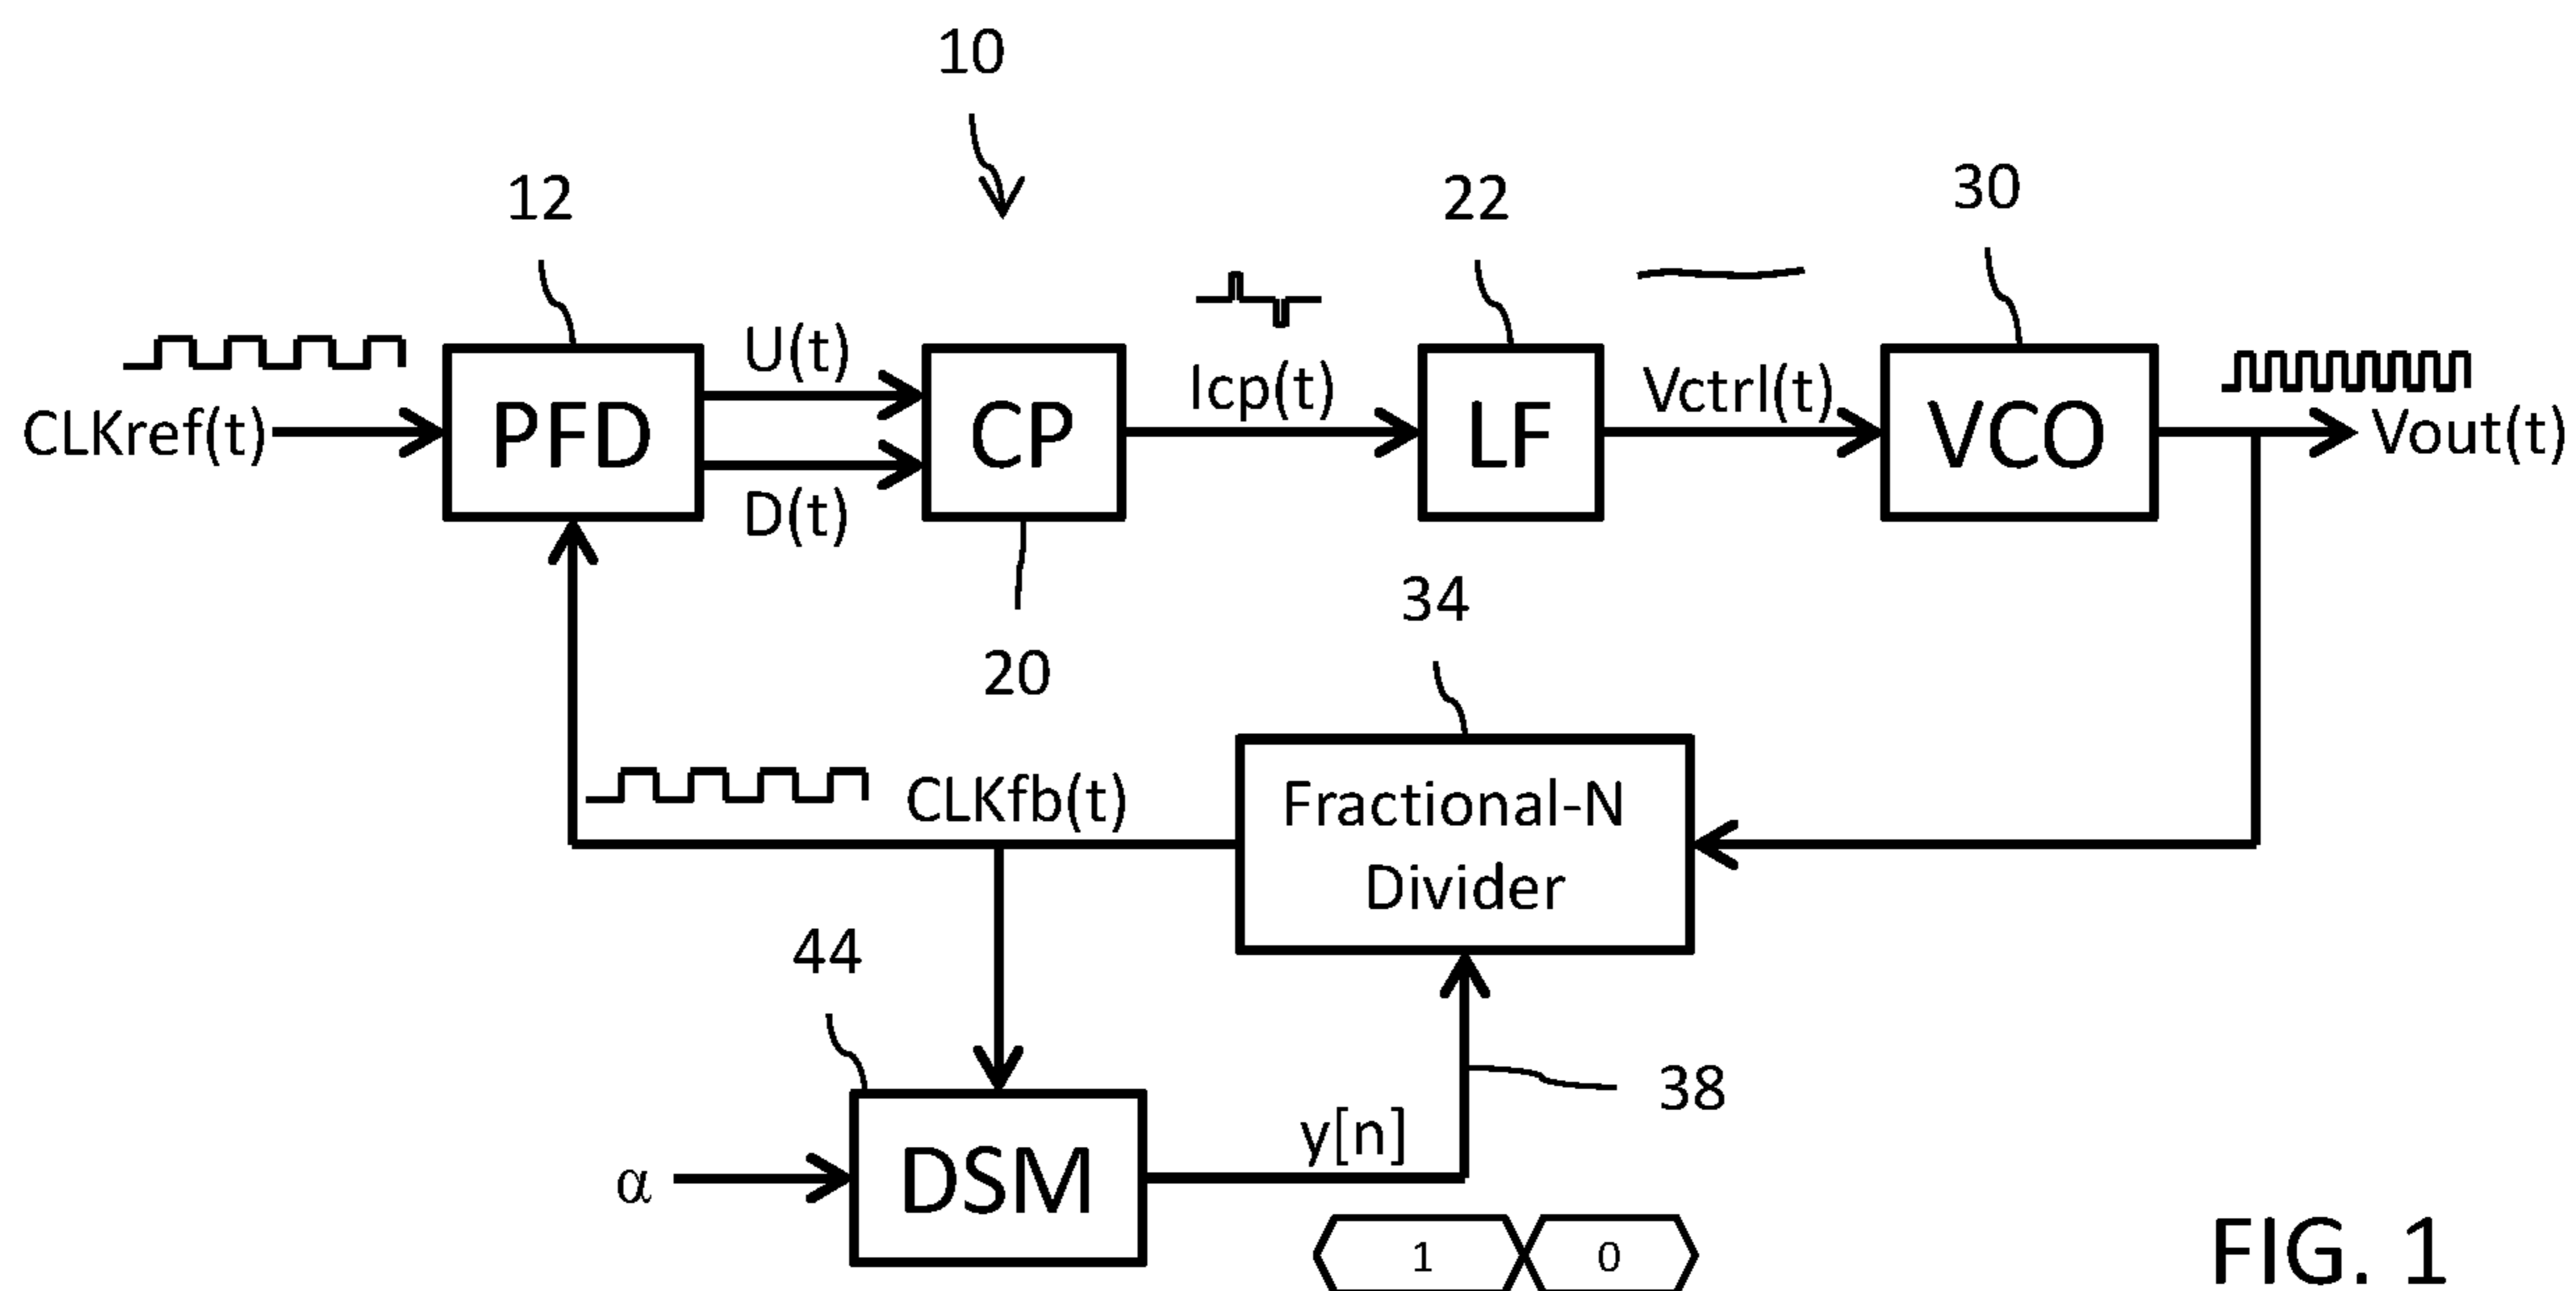 10
12
22
30
U(t)
CLKref(t)
PFD
CP
Icp(t)
LF
Vctrl(t)
VCO
Vout(t)
D(t)
34
20
CLKfb(t)
Fractional-N
Divider
44
38
y[n]
α
DSM
1 0
FIG. 1